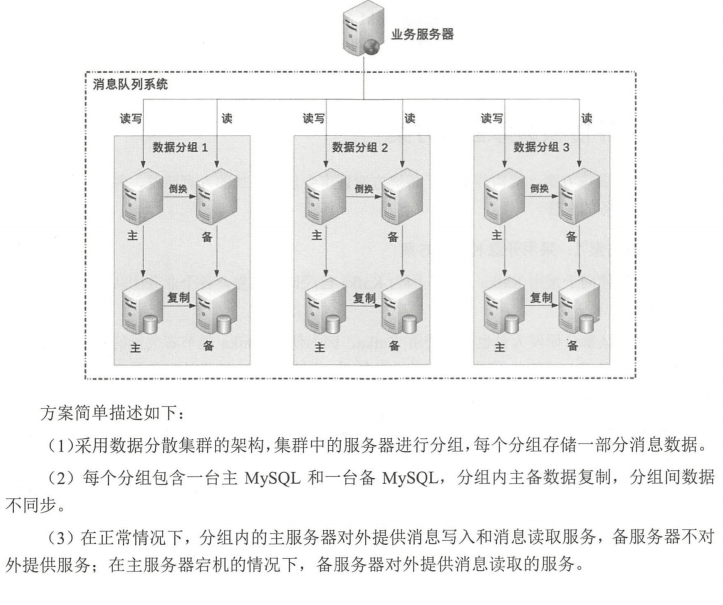 业务服务器
消息队列系统
读写 读 读写 读 读写 读
数据分组 1 数据分组 2 数据分组 3
倒换 倒换 倒换
主 备 主 备 主 备
复制 复制 复制
主 备 主 备 主 备
方案简单描述如下：
（1）采用数据分散集群的架构，集群中的服务器进行分组，每个分组存储一部分消息数据。
（2）每个分组包含一台主 MySQL 和一台备 MySQL，分组内主备数据复制，分组间数据
不同步。
（3）在正常情况下，分组内的主服务器对外提供消息写入和消息读取服务，备服务器不对
外提供服务；在主服务器宕机的情况下，备服务器对外提供消息读取的服务。